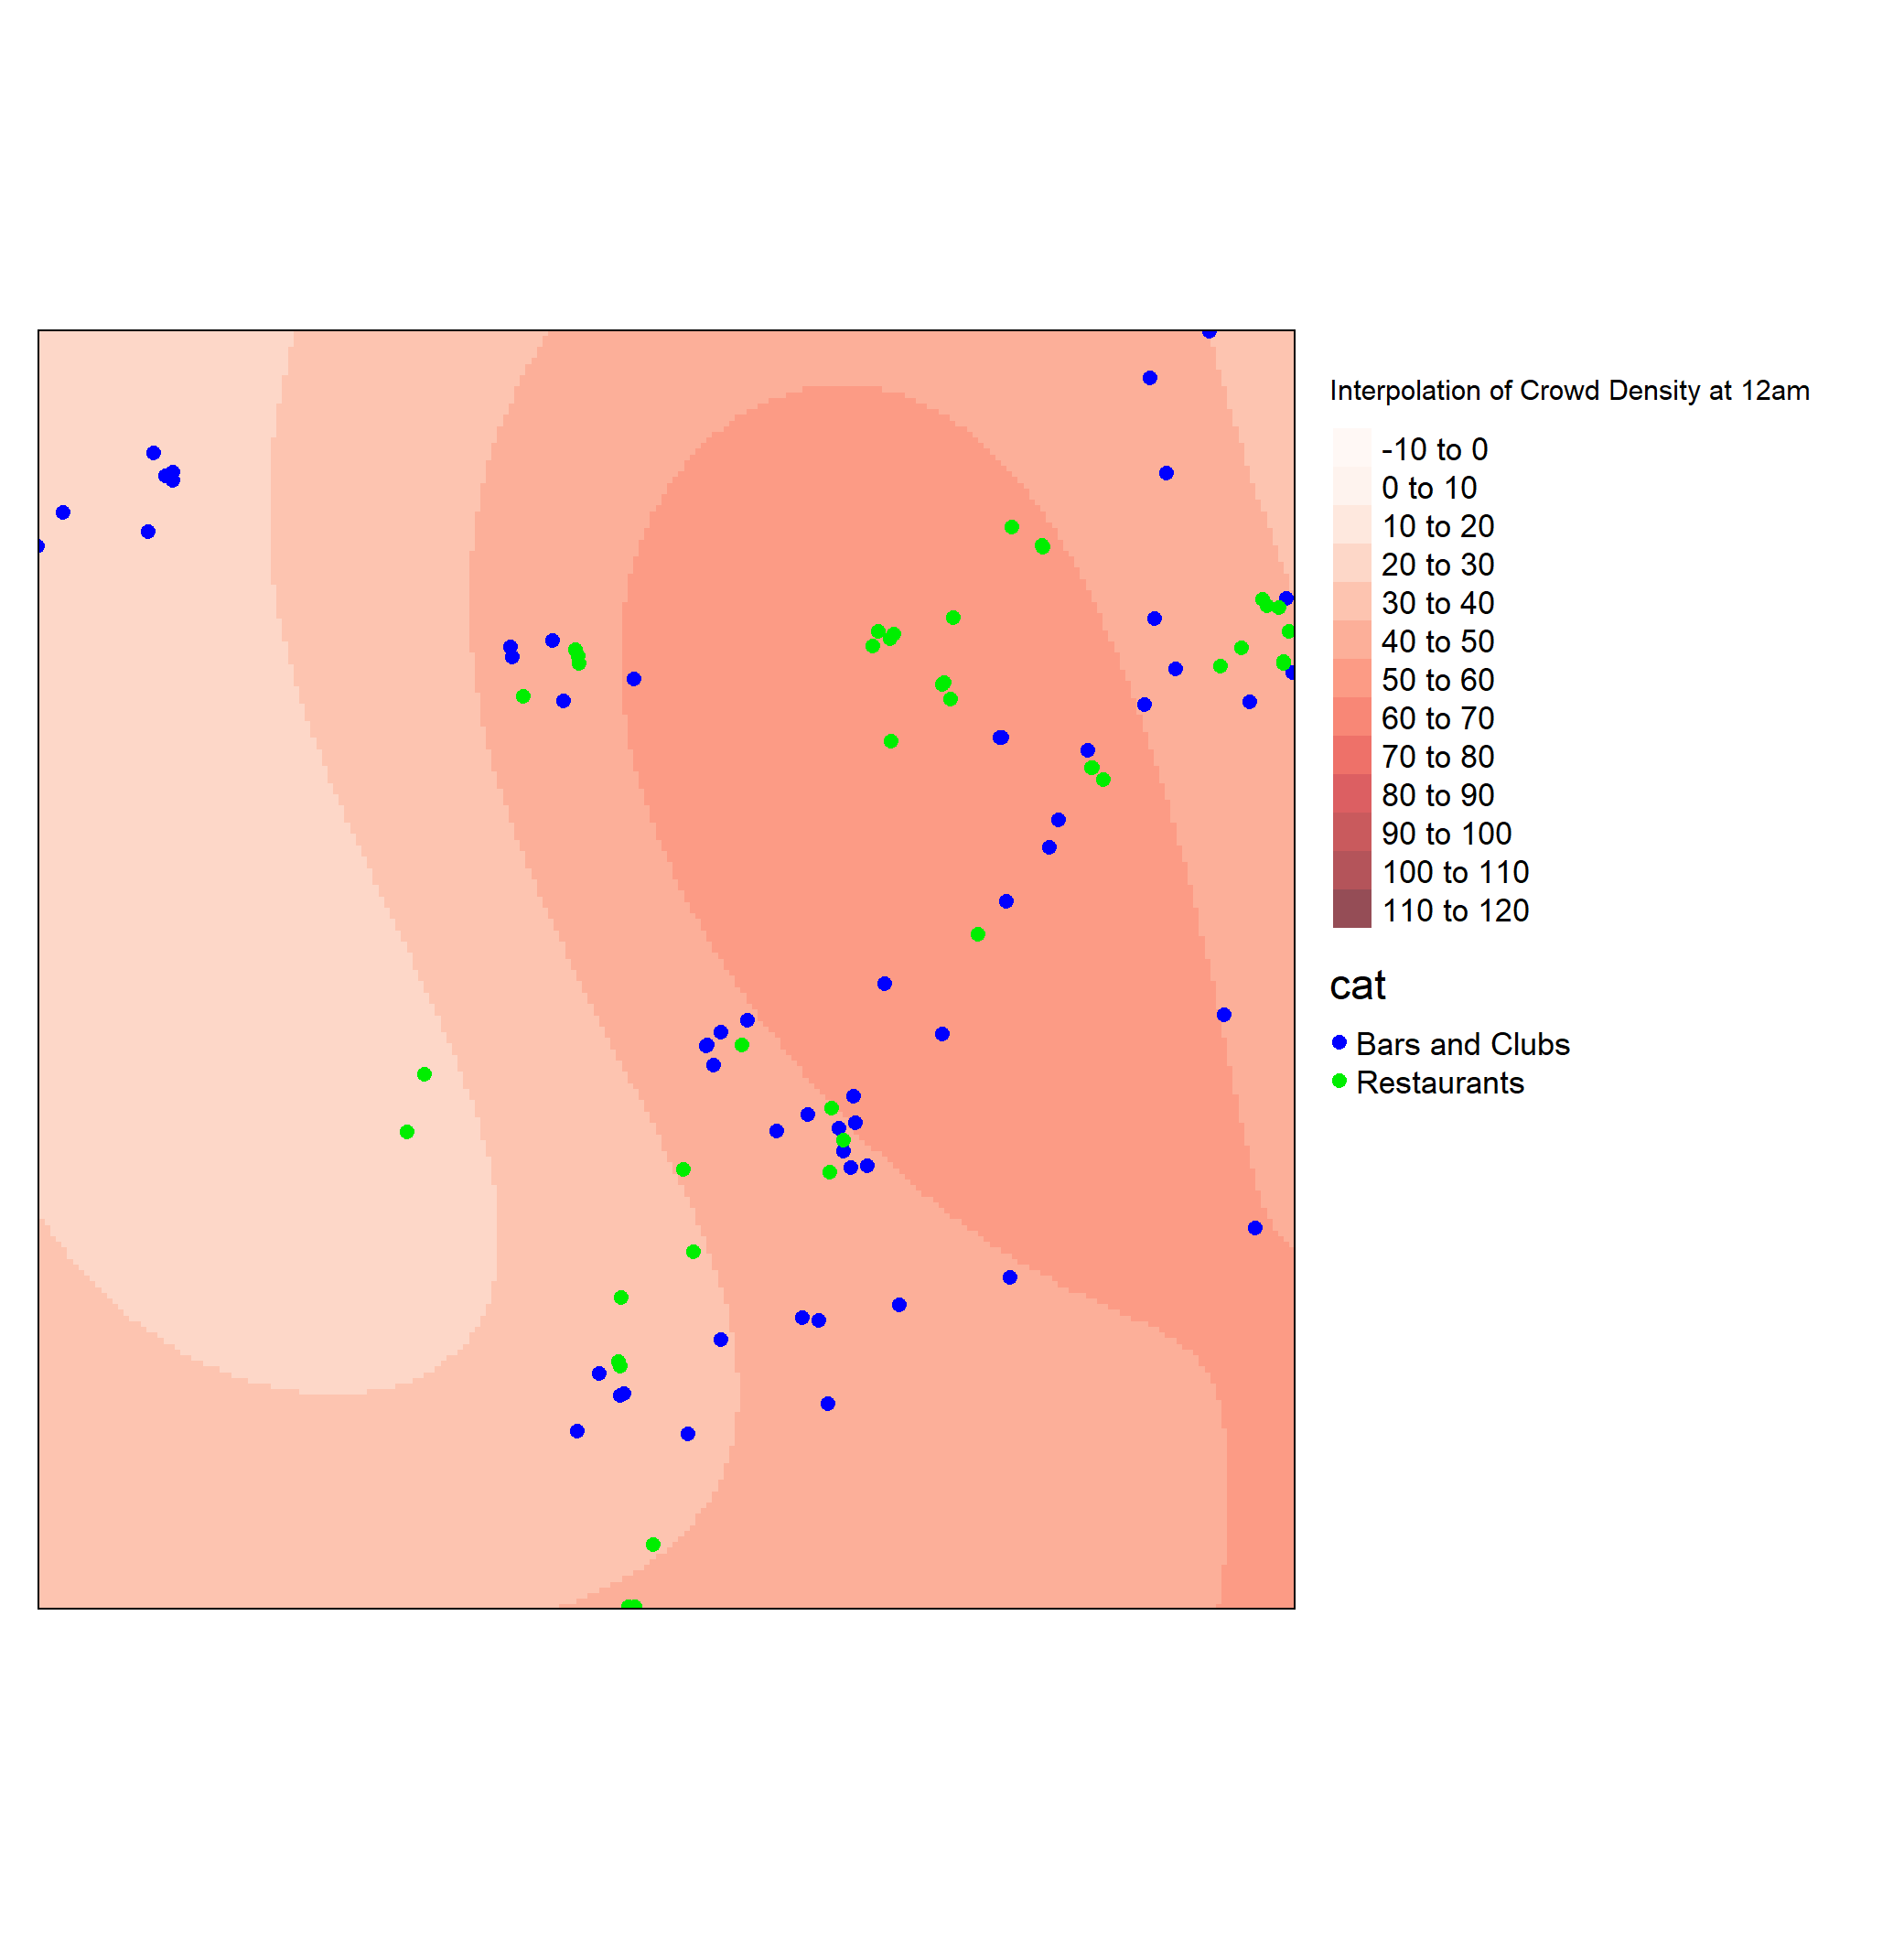 Interpolation of Crowd Density at 12am
-10 to 0
0 to 10
10 to 20
20 to 30
30 to 40
40 to 50
50 to 60
60 to 70
70 to 80
80 to 90
90 to 100
100 to 110
110 to 120
cat
Bars and Clubs
Restaurants